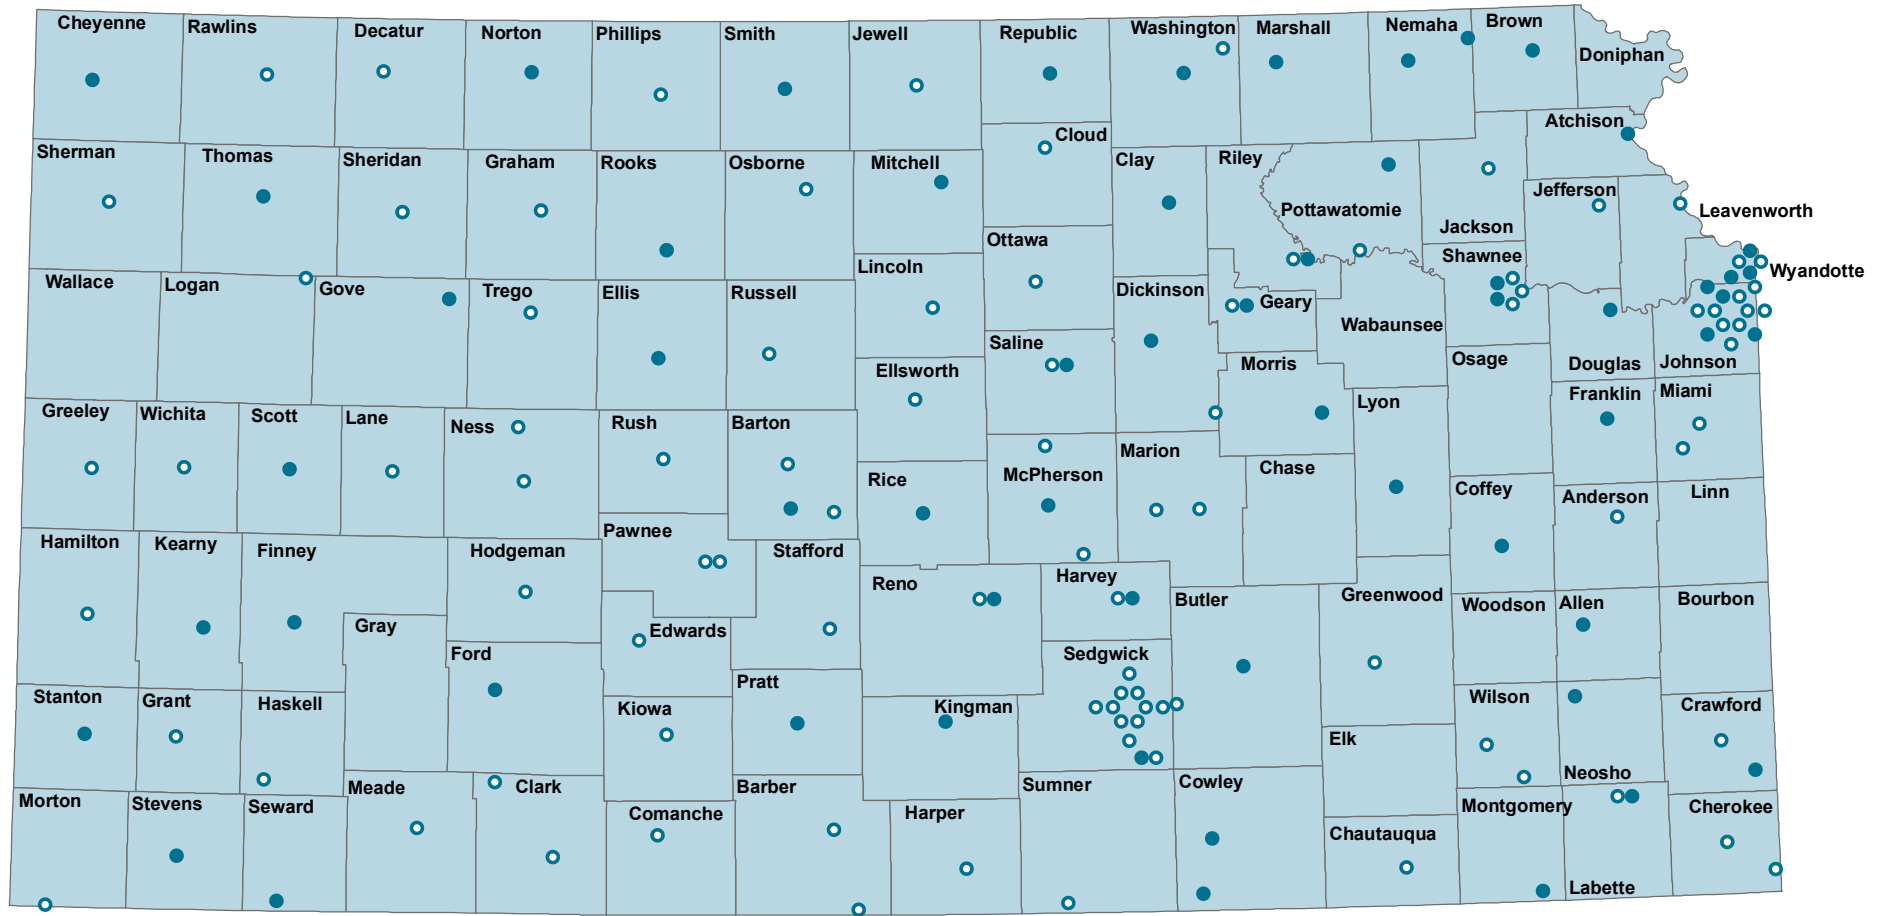 Cheyenne
Rawlins
Decatur
Norton
Phillips
Smith
Jewell
Republic
Washington
Marshall
Nemaha
Brown
Doniphan
Atchison
Cloud
Sherman
Thomas
Sheridan
Graham
Rooks
Osborne
Mitchell
Clay
Riley
Pottawatomie
Jackson
Jefferson
Leavenworth
Ottawa
Shawnee
Wyandotte
Wallace
Logan
Gove
Trego
Ellis
Russell
Lincoln
Dickinson
Geary
Wabaunsee
Saline
Ellsworth
Morris
Osage
Douglas
Johnson
Greeley
Wichita
Scott
Lane
Ness
Rush
Barton
Lyon
Franklin
Miami
Marion
Chase
Rice
McPherson
Coffey
Anderson
Linn
Hamilton
Kearny
Finney
Hodgeman
Pawnee
Stafford
Reno
Harvey
Butler
Greenwood
Woodson
Allen
Bourbon
Gray
Edwards
Ford
Sedgwick
Stanton
Grant
Haskell
Kiowa
Pratt
Kingman
Wilson
Crawford
Elk
Neosho
Morton
Stevens
Seward
Meade
Clark
Comanche
Barber
Harper
Sumner
Cowley
Chautauqua
Montgomery
Labette
Cherokee